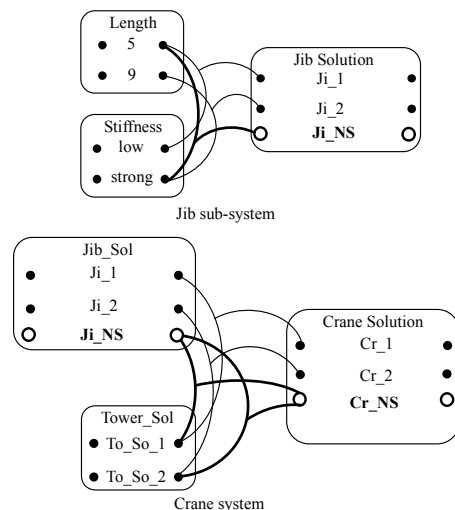 Length
5
9
Stiffness
low
strong
Jib Solution
Ji_1
Ji_2
Ji_NS
Jib sub-system
Jib_Sol
Ji_1
Ji_2
Ji_NS
Tower_Sol
To_So_1
To_So_2
Crane Solution
Cr_1
Cr_2
Cr_NS
Crane system